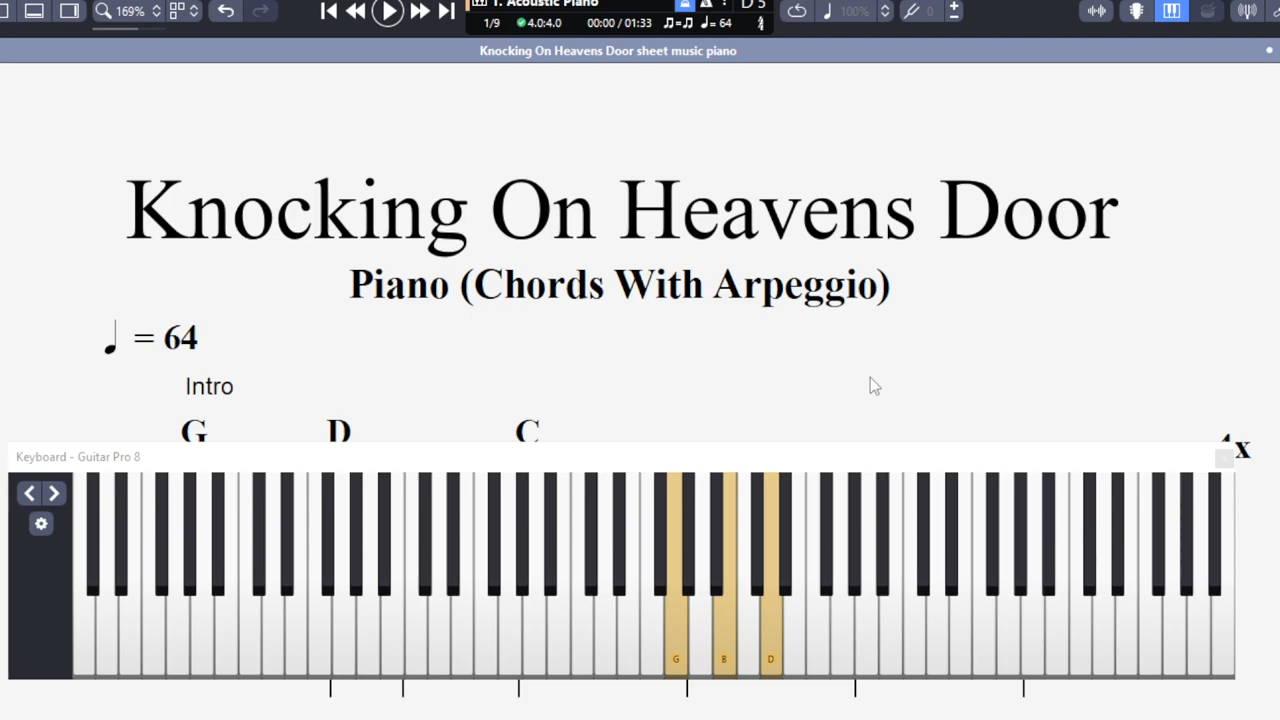 1. Acoustic Piano
D 5
169%
100%
0
1/9
4.0:4.0
00:00 / 01:33
♫=♫
♩= 64
Knocking On Heavens Door sheet music piano
Knocking On Heavens Door
Piano (Chords With Arpeggio)
♩ = 64
Intro
G D C
4x
Keyboard - Guitar Pro 8
G B D